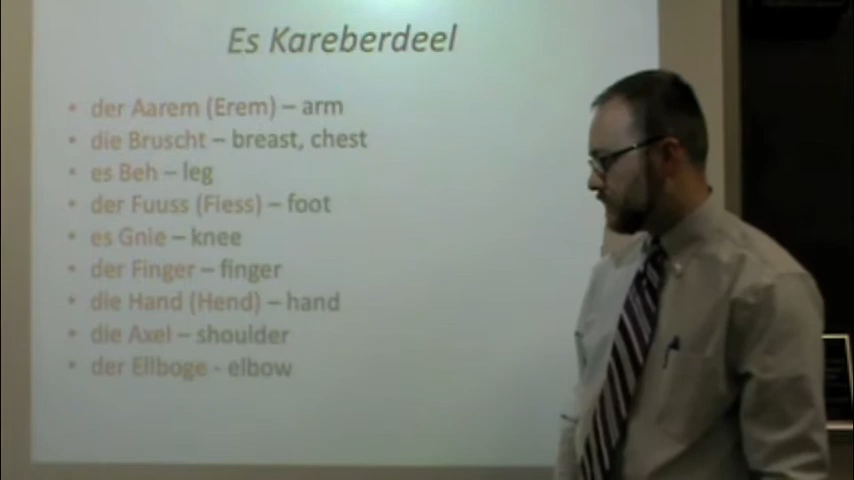 Es Kareberdeel
• der Aarem (Erem) – arm
• die Bruscht – breast, chest
• es Beh – leg
• der Fuuss (Fiess) – foot
• es Gnie – knee
• der Finger – finger
• die Hand (Hend) – hand
• die Axel – shoulder
• der Ellboge - elbow